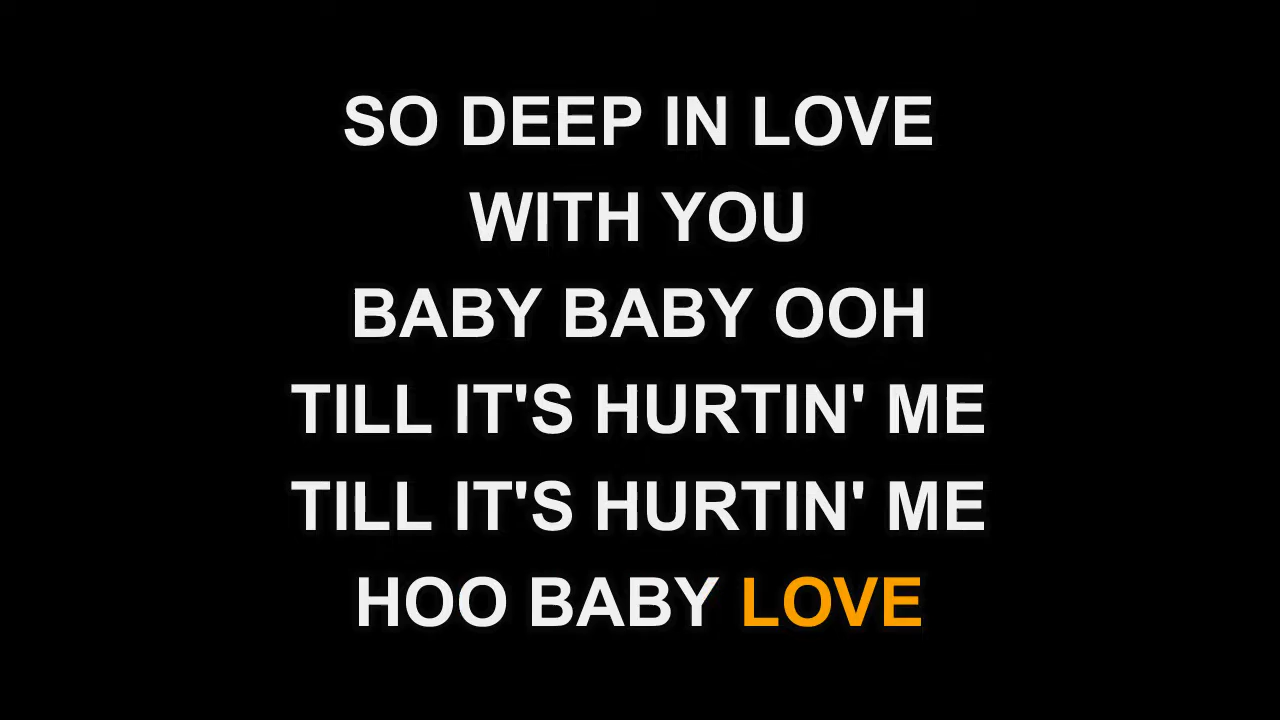 SO DEEP IN LOVE
WITH YOU
BABY BABY OOH
TILL IT'S HURTIN' ME
TILL IT'S HURTIN' ME
HOO BABY LOVE